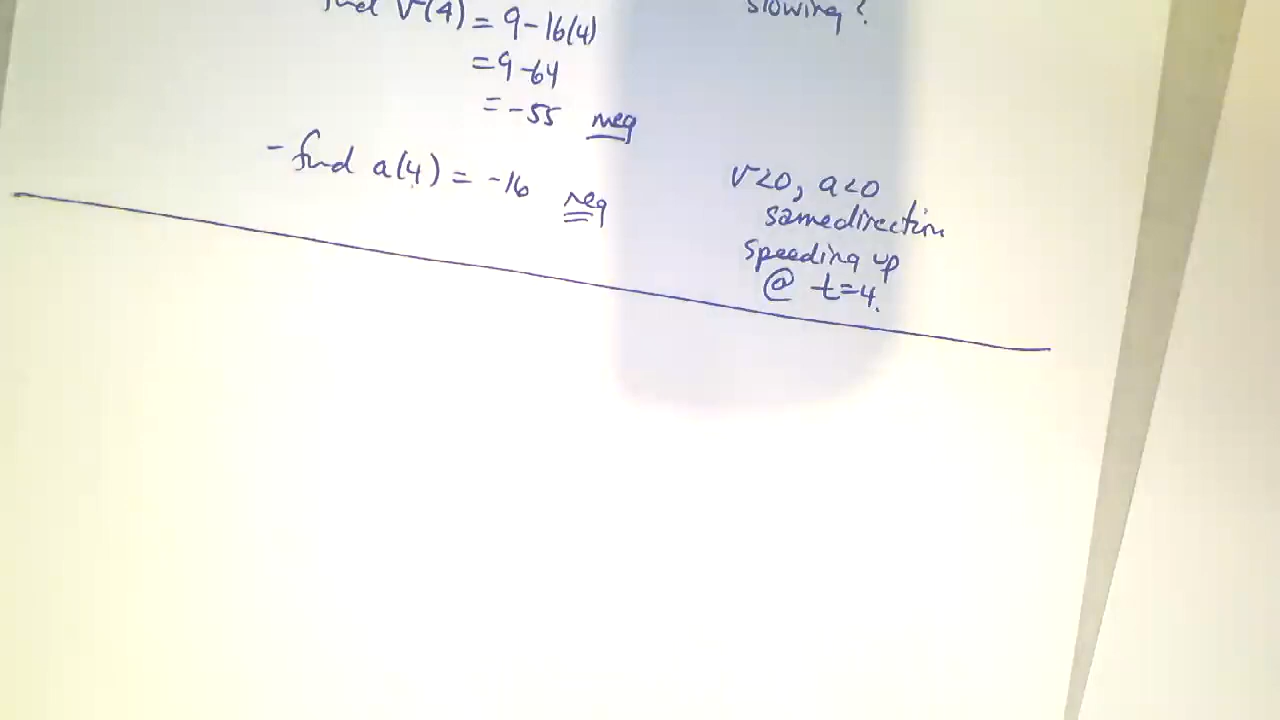 find v(4) = 9-16(4)
= 9-64
= -55 neg
- find a(4) = -16 neg
slowing?
v<0, a<0
same direction
speeding up
@ t=4.